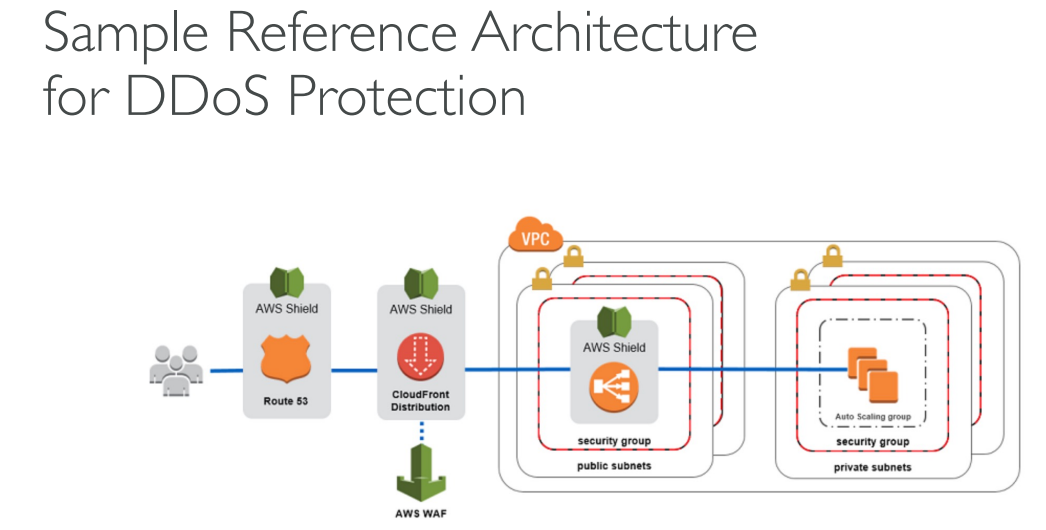 Sample Reference Architecture
for DDoS Protection
VPC
AWS Shield
Route 53
AWS Shield
CloudFront
Distribution
AWS WAF
AWS Shield
security group
public subnets
Auto Scaling group
security group
private subnets